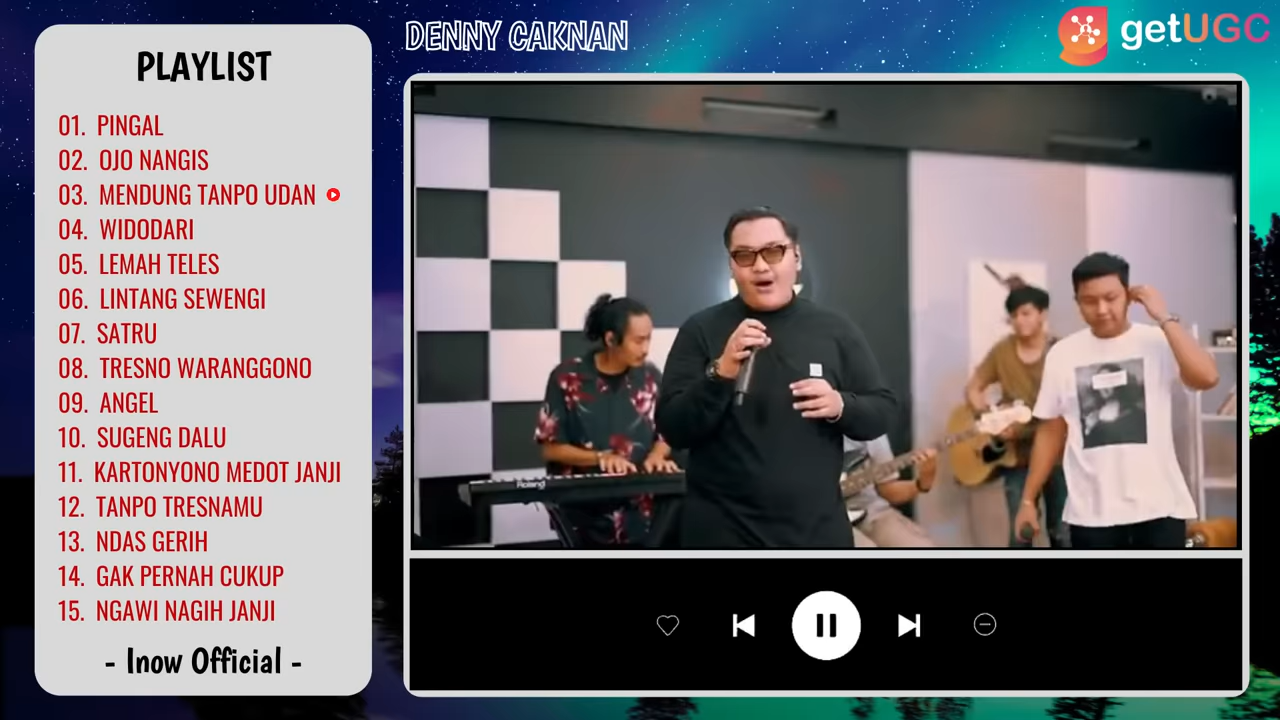 PLAYLIST
01. PINGAL
02. OJO NANGIS
03. MENDUNG TANPO UDAN
04. WIDODARI
05. LEMAH TELES
06. LINTANG SEWENGI
07. SATRU
08. TRESNO WARANGGONO
09. ANGEL
10. SUGENG DALU
11. KARTONYONO MEDOT JANJI
12. TANPO TRESNAMU
13. NDAS GERIH
14. GAK PERNAH CUKUP
15. NGAWI NAGIH JANJI
- Inow Official -
DENNY CAKNAN
getUGC
Roland